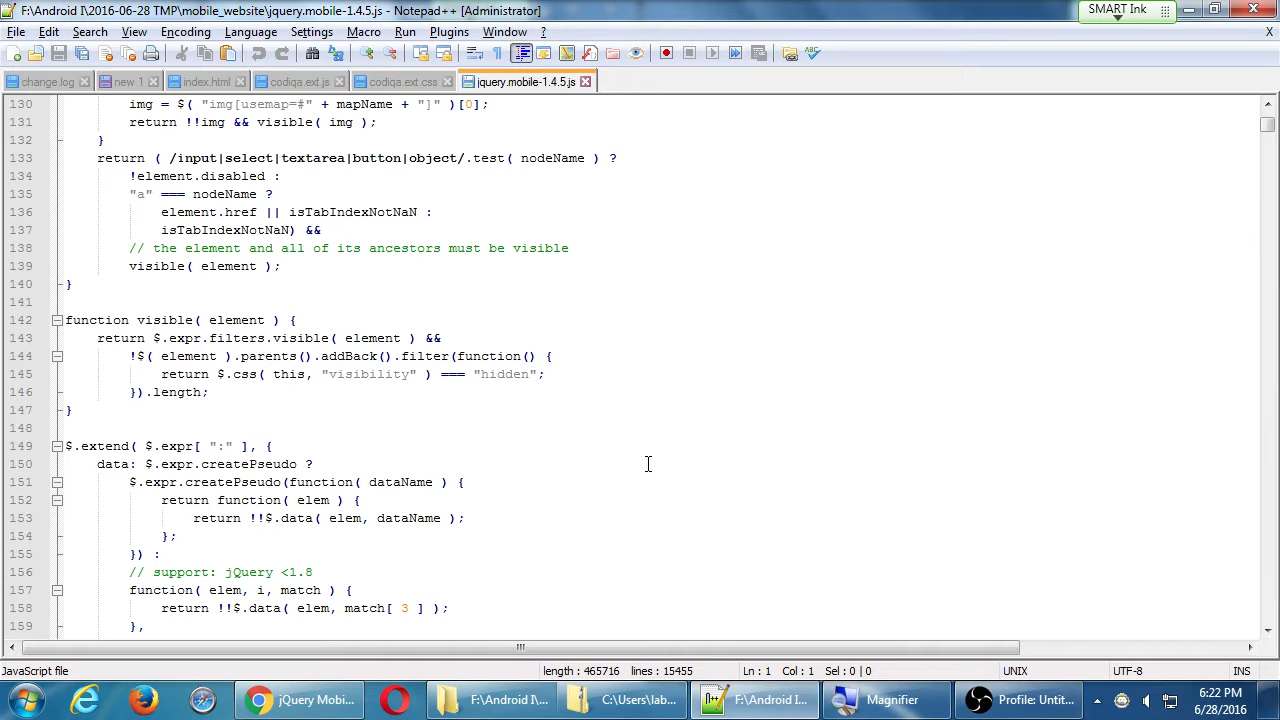 F:\Android I\2016-06-28 TMP\mobile_website\jquery.mobile-1.4.5.js - Notepad++ [Administrator]
SMART Ink
File Edit Search View Encoding Language Settings Macro Run Plugins Window ? X
change.log new 1 index.html codiqa.ext.js codiqa.ext.css jquery.mobile-1.4.5.js
130 img = $( "img[usemap=#" + mapName + "]" )[0];
131 return !!img && visible( img );
132 }
133 return ( /input|select|textarea|button|object/.test( nodeName ) ?
134 !element.disabled :
135 "a" === nodeName ?
136 element.href || isTabIndexNotNaN :
137 isTabIndexNotNaN) &&
138 // the element and all of its ancestors must be visible
139 visible( element );
140 }
141
142 function visible( element ) {
143 return $.expr.filters.visible( element ) &&
144 !$( element ).parents().addBack().filter(function() {
145 return $.css( this, "visibility" ) === "hidden";
146 }).length;
147 }
148
149 $.extend( $.expr[ ":" ], {
150 data: $.expr.createPseudo ?
151 $.expr.createPseudo(function( dataName ) {
152 return function( elem ) {
153 return !!$.data( elem, dataName );
154 };
155 }) :
156 // support: jQuery <1.8
157 function( elem, i, match ) {
158 return !!$.data( elem, match[ 3 ] );
159 },
JavaScript file length : 465716 lines : 15455 Ln : 1 Col : 1 Sel : 0 | 0 UNIX UTF-8 INS
jQuery Mobi... F:\Android I\... C:\Users\lab... F:\Android I... Magnifier Profile: Untit... 6:22 PM
6/28/2016